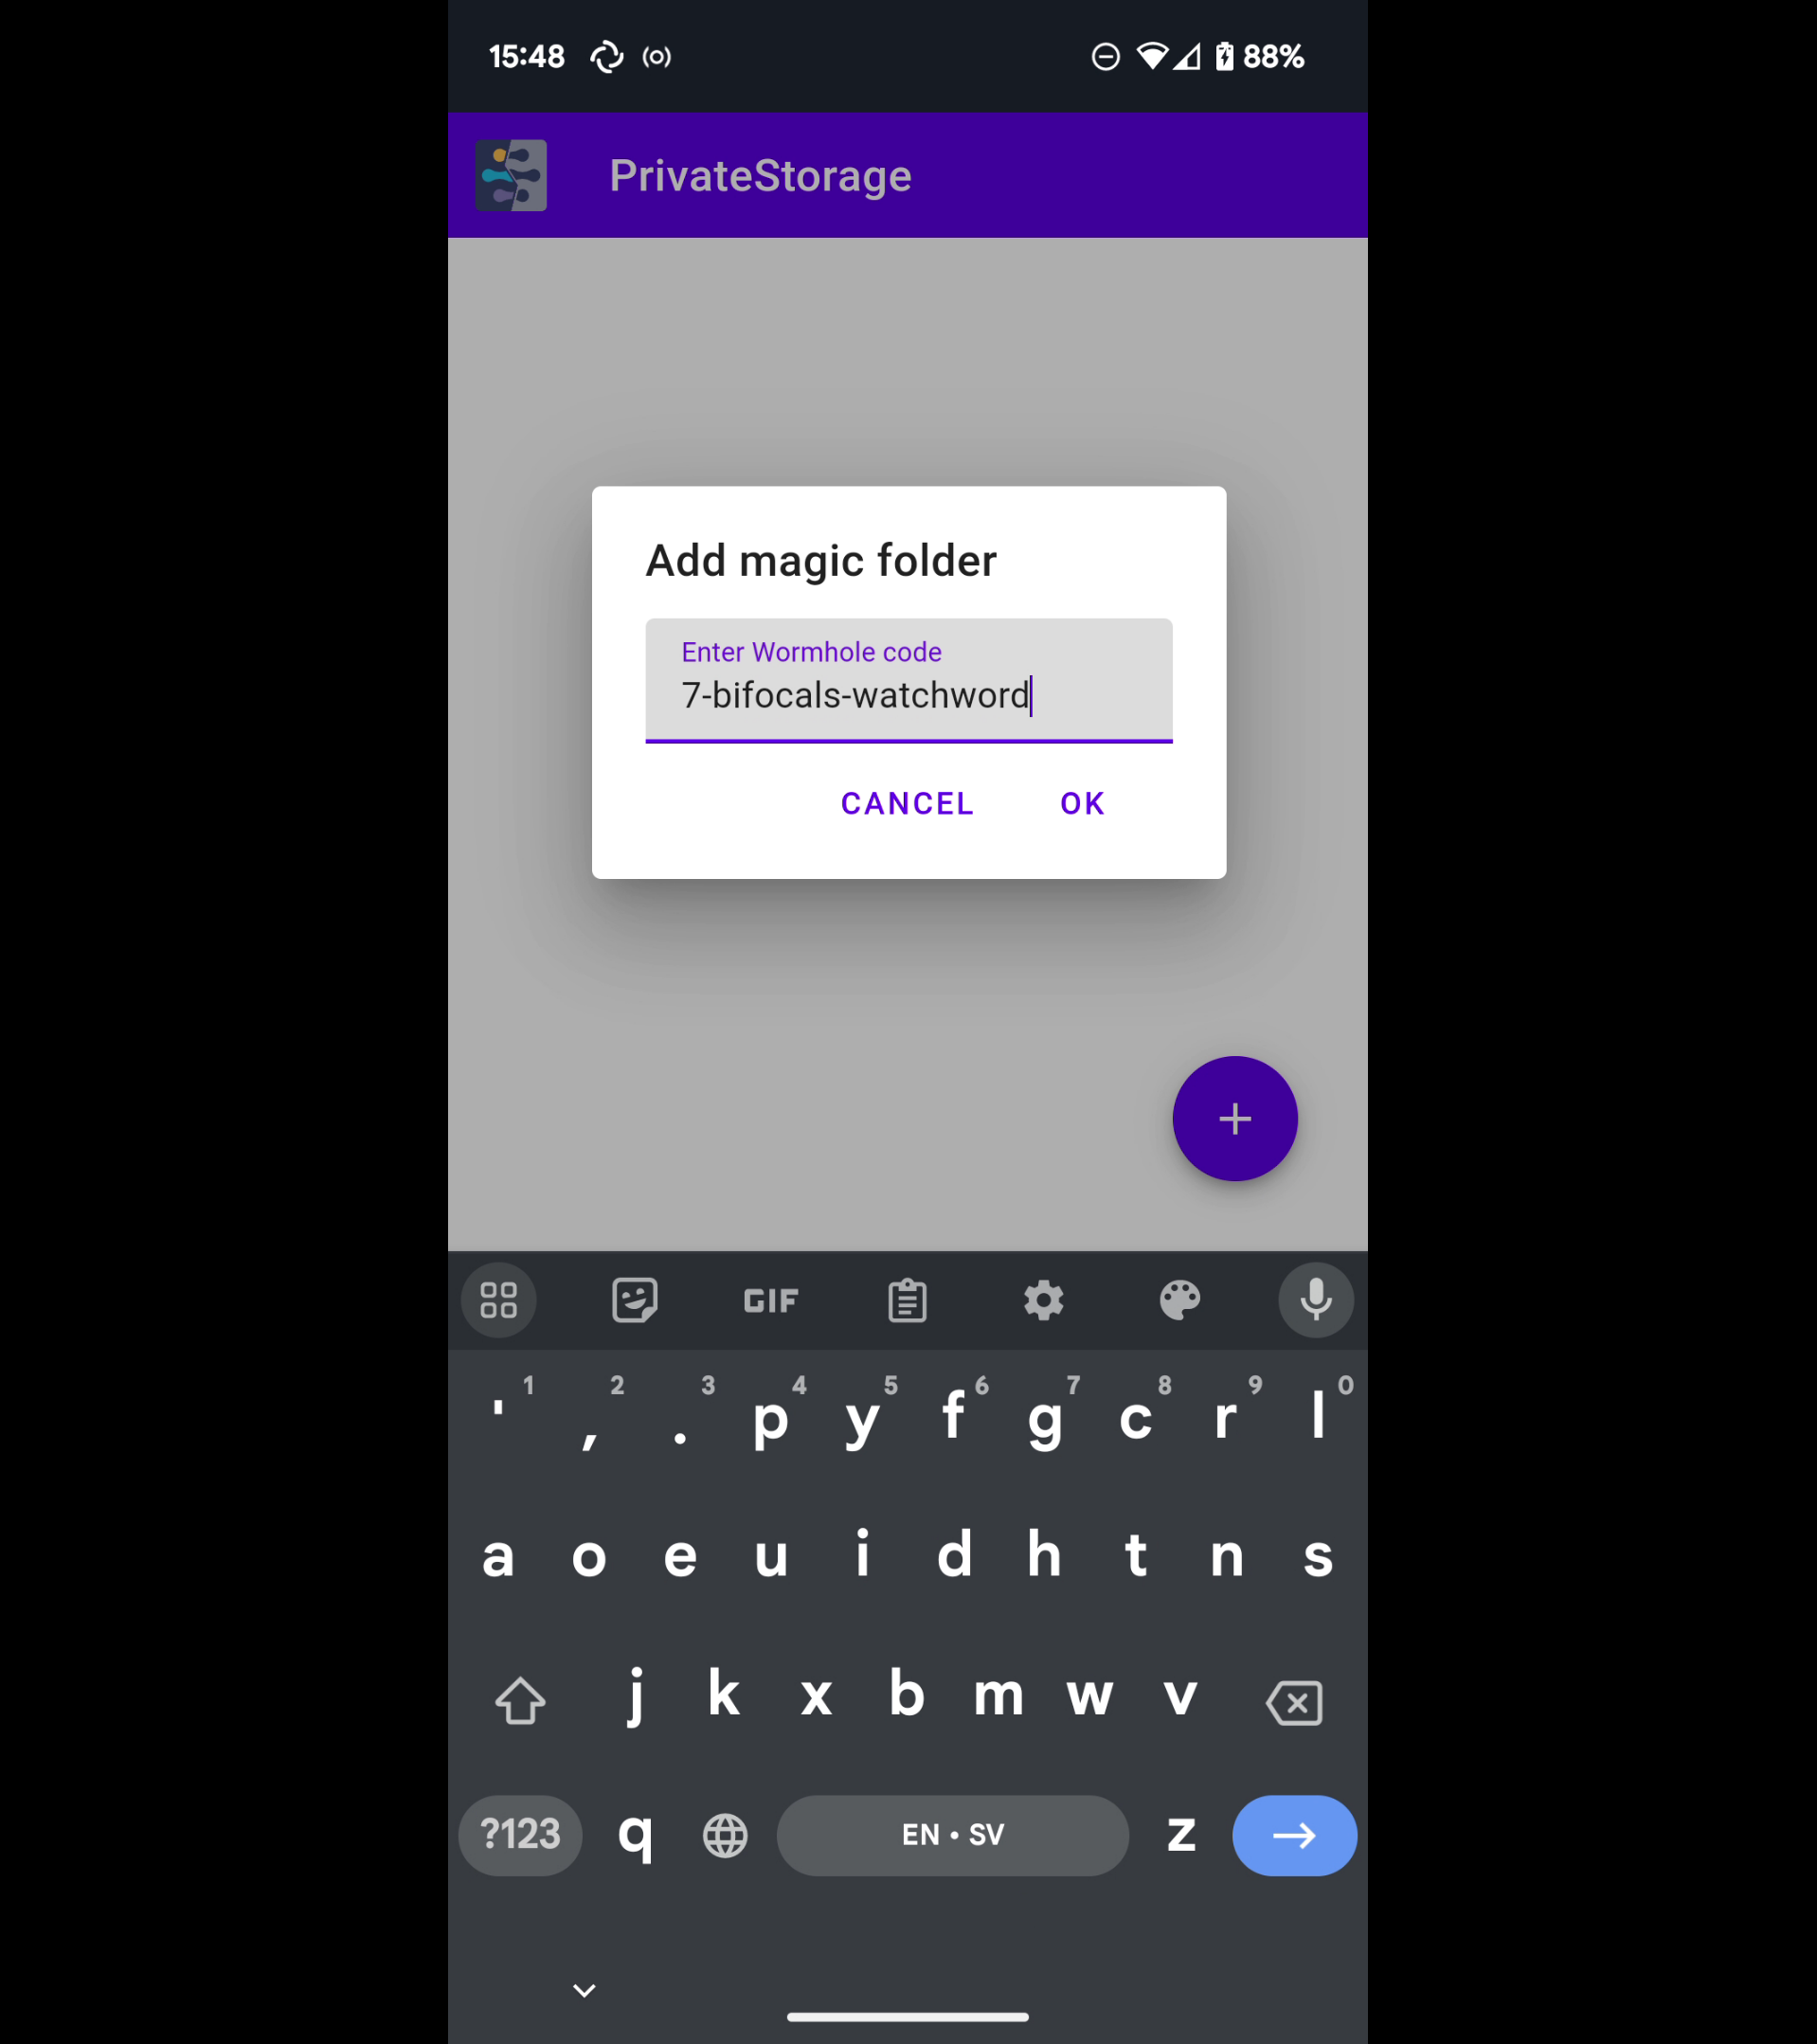 15:48 88%
PrivateStorage
Add magic folder
Enter Wormhole code
7-bifocals-watchword
CANCEL OK
GIF
1 2 3 4 5 6 7 8 9 0
' , . p y f g c r l
a o e u i d h t n s
j k x b m w v
?123 q EN • SV z